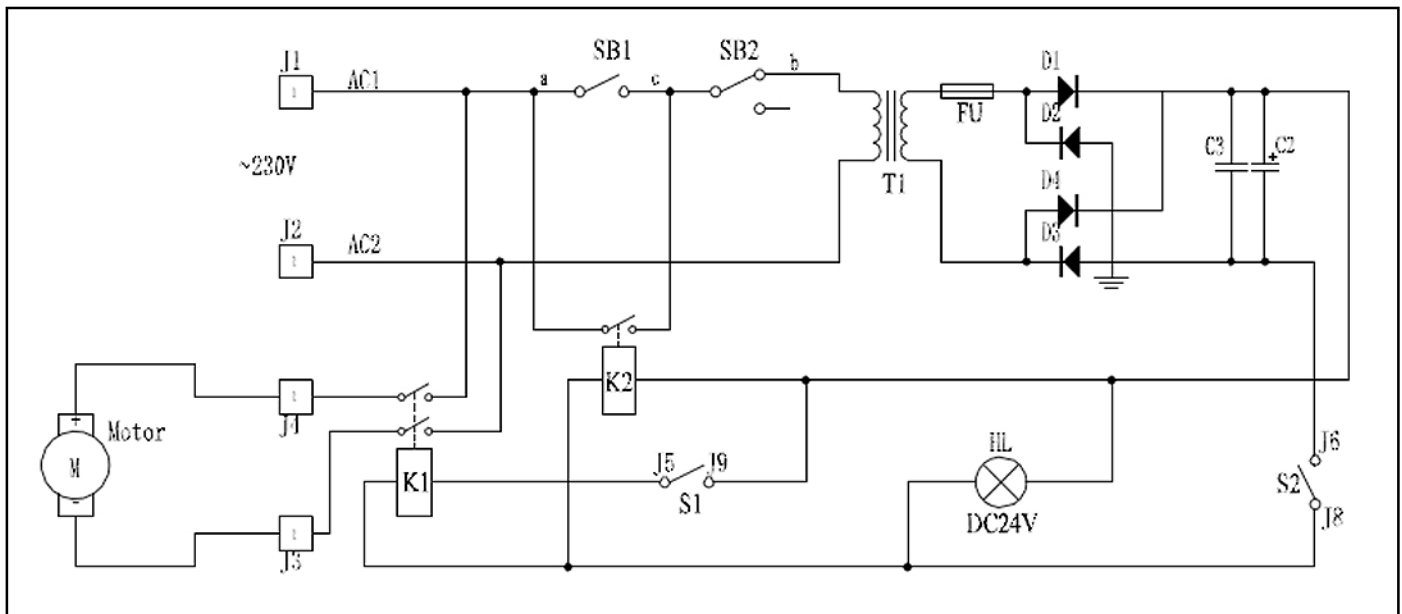 J1
AC1
a
SB1
c
SB2
b
D1
FU
D2
C3
C2
~230V
T1
D4
J2
AC2
D3
K2
J4
Motor
+
M
-
K1
J5
J9
S1
HL
DC24V
J6
S2
J8
J3
+